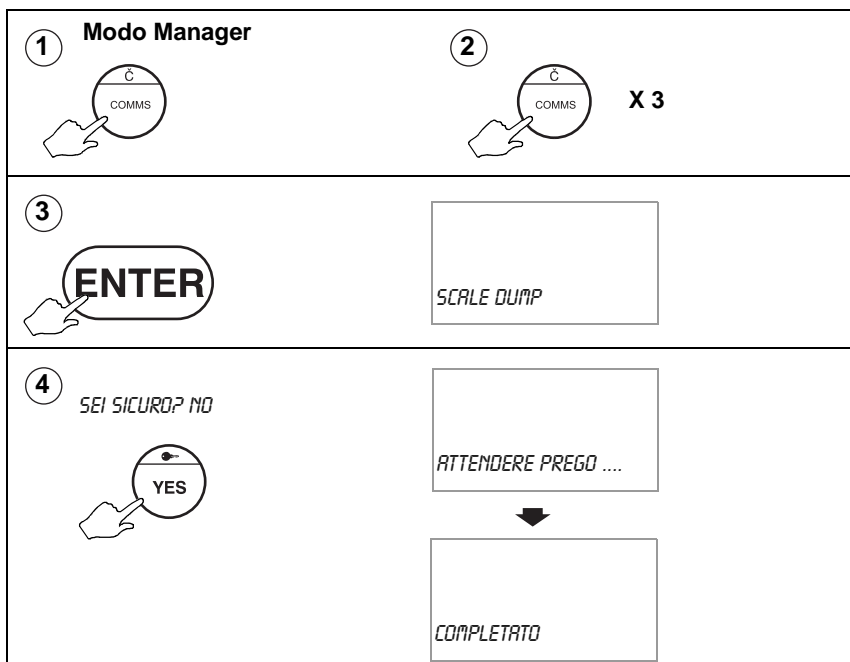 1 Modo Manager
Č
COMMS
2
Č
COMMS
X 3
3
ENTER
SCALE DUMP
4
SEI SICURO? NO
YES
ATTENDERE PREGO ....
COMPLETATO